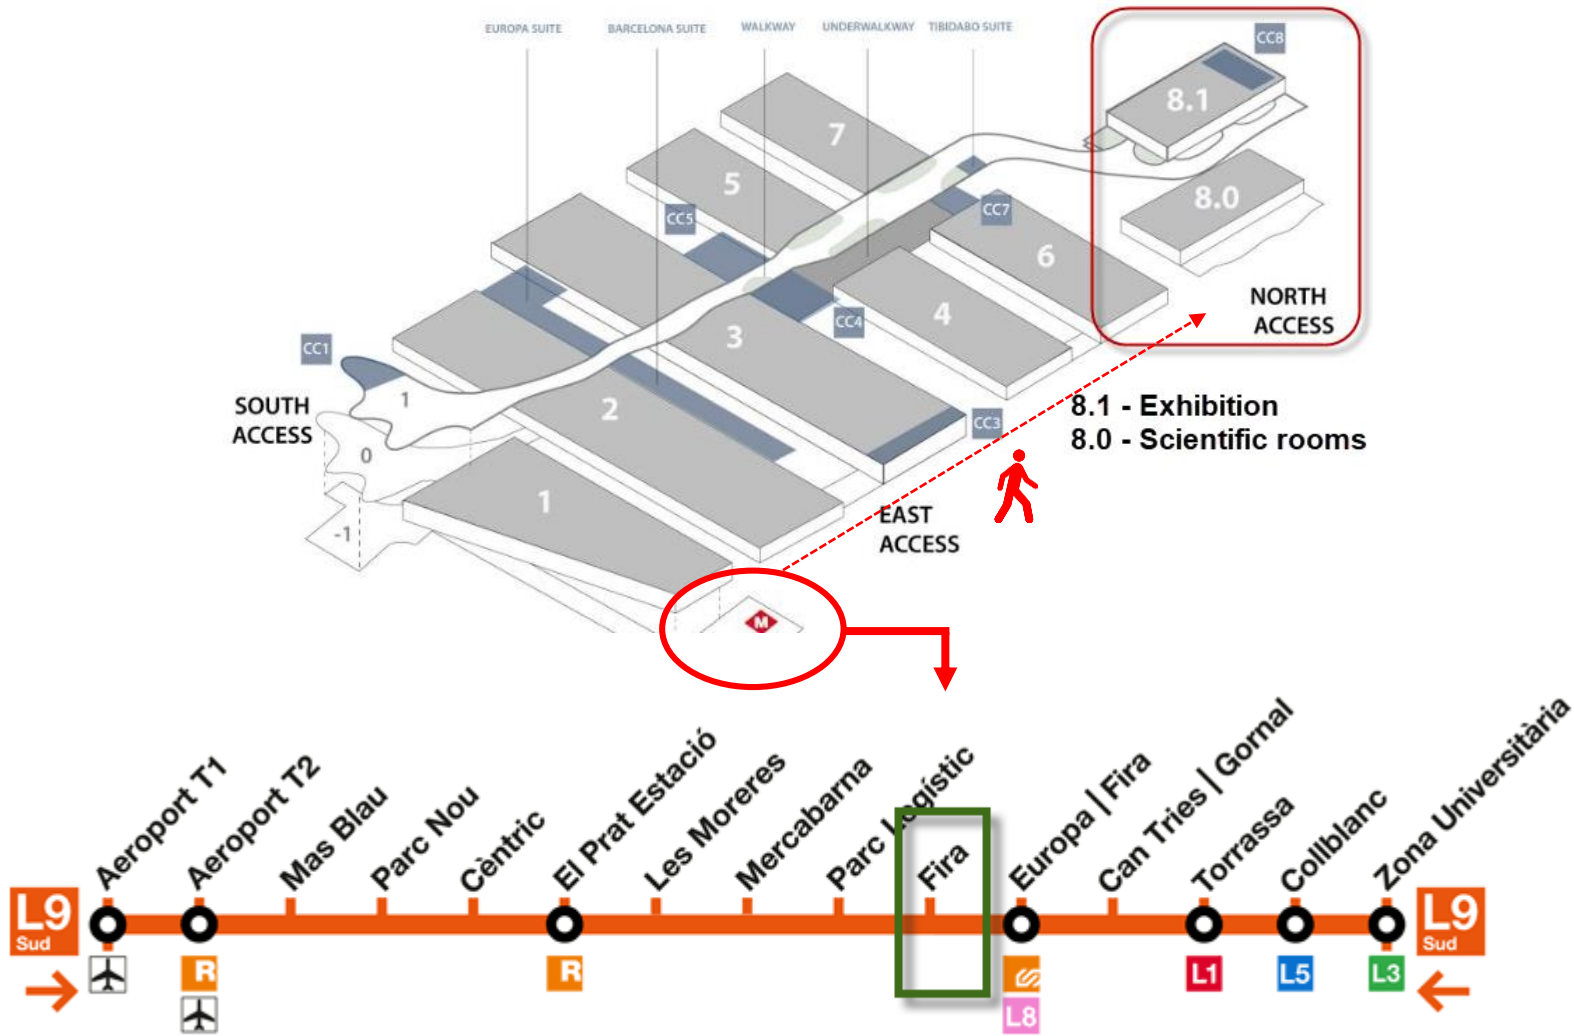 EUROPA SUITE
BARCELONA SUITE
WALKWAY
UNDERWALKWAY
TIBIDABO SUITE
CC8
8.1
7
5
CC5
CC7
8.0
6
NORTH
ACCESS
4
CC4
3
CC1
1
SOUTH
ACCESS
2
0
CC3
8.1 - Exhibition
8.0 - Scientific rooms
1
-1
EAST
ACCESS
M
Aeroport T1
Aeroport T2
Mas Blau
Parc Nou
Cèntric
El Prat Estació
Les Moreres
Mercabarna
Parc Logístic
Fira
Europa | Fira
Can Tries | Gornal
Torrassa
Collblanc
Zona Universitària
L9
Sud
L9
Sud
R
R
L8
L1
L5
L3